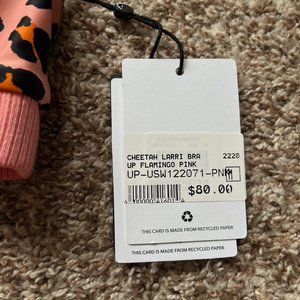 CHEETAH LARRI BRA 2220
UP FLAMINGO PINK
UP-USW122071-PNK
$80.00
THIS CARD IS MADE FROM RECYCLED PAPER
THIS CARD IS MADE FROM RECYCLED PAPER